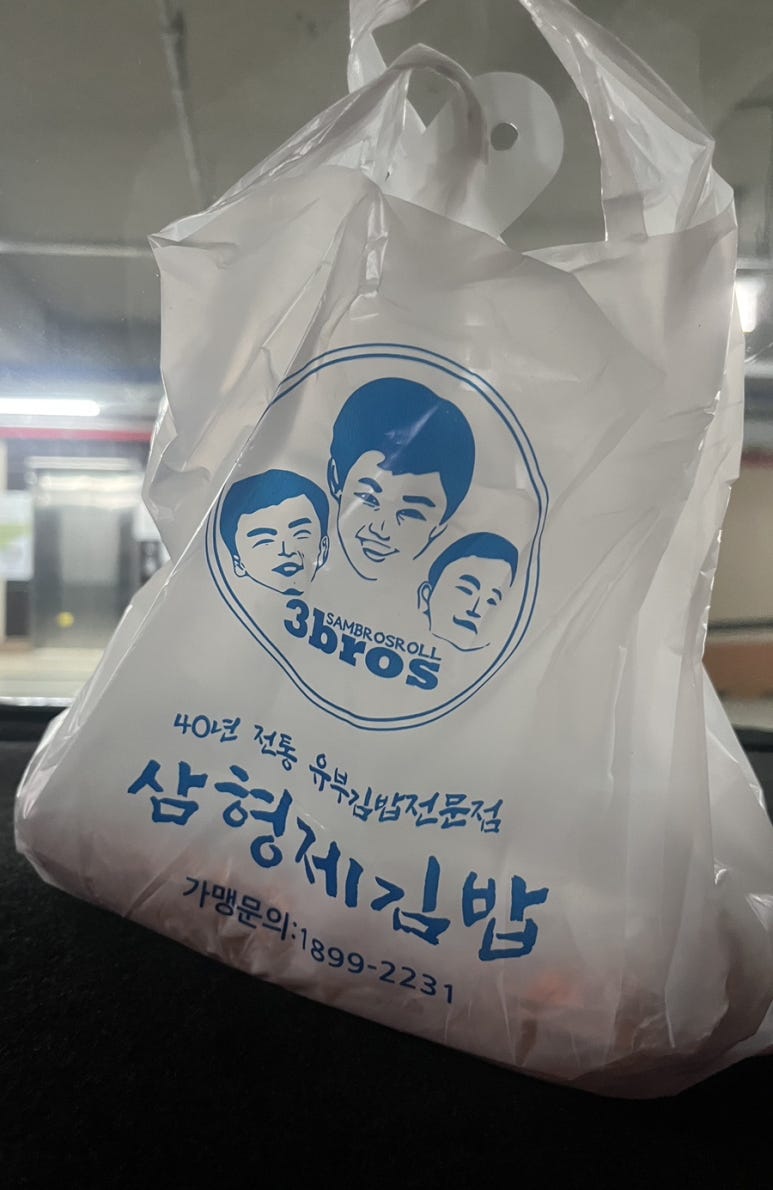 SAMBROSROLL
3bros
40년 전통 유부김밥전문점
삼형제김밥
가맹문의:1899-2231